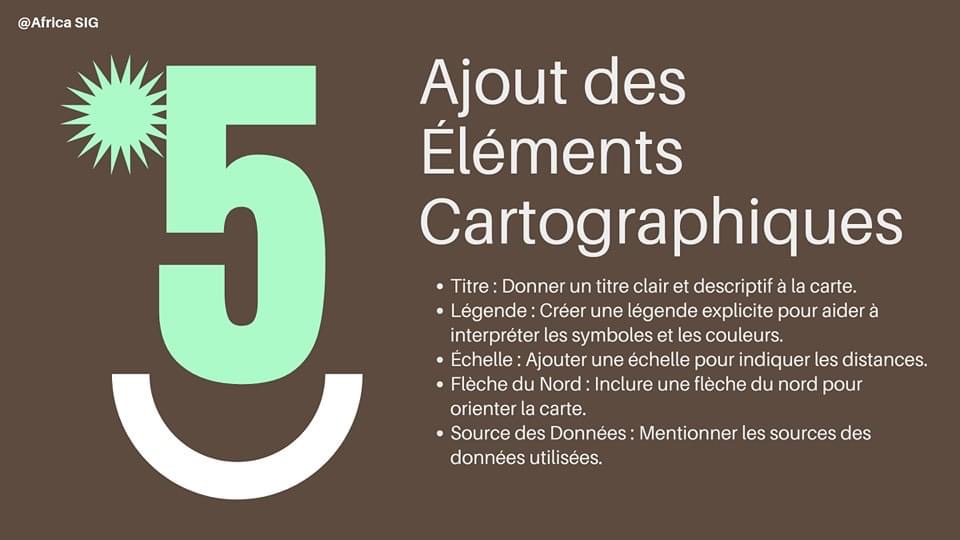 @Africa SIG
5
Ajout des
Éléments
Cartographiques
• Titre : Donner un titre clair et descriptif à la carte.
• Légende : Créer une légende explicite pour aider à
interpréter les symboles et les couleurs.
• Échelle : Ajouter une échelle pour indiquer les distances.
• Flèche du Nord : Inclure une flèche du nord pour
orienter la carte.
• Source des Données : Mentionner les sources des
données utilisées.